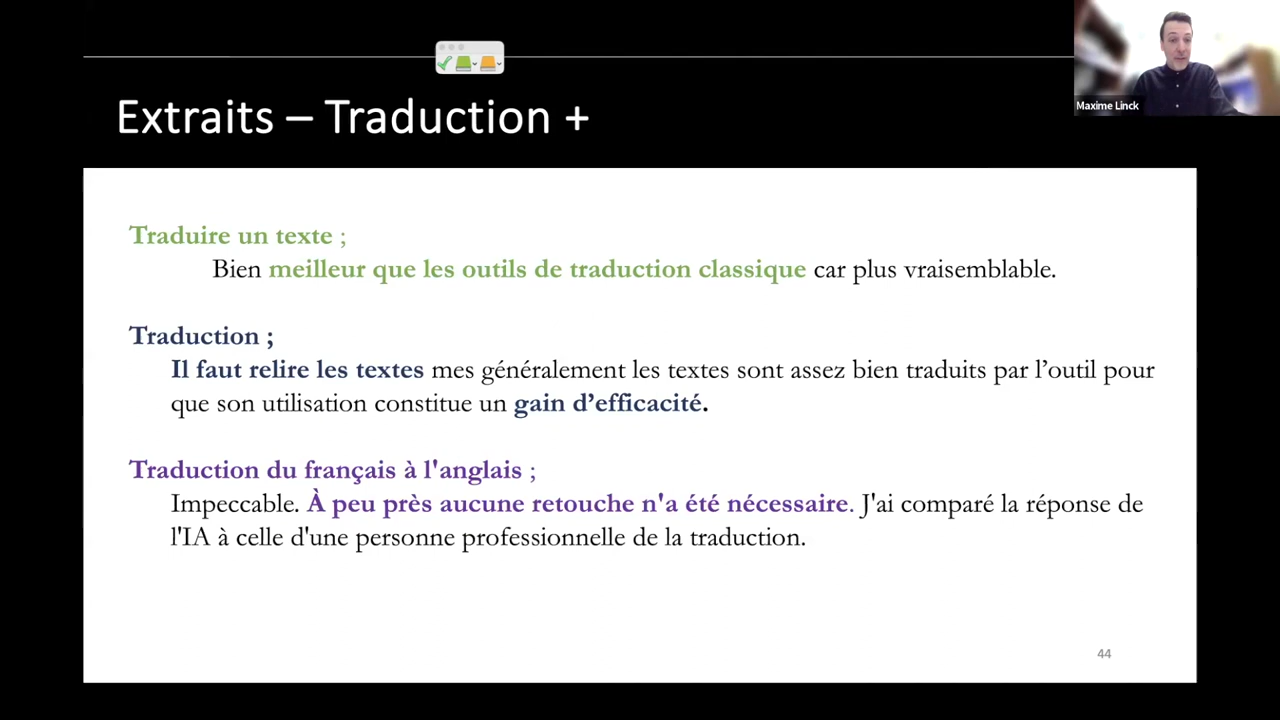 Maxime Linck
Extraits – Traduction +
Traduire un texte ;
Bien meilleur que les outils de traduction classique car plus vraisemblable.
Traduction ;
Il faut relire les textes mes généralement les textes sont assez bien traduits par l’outil pour
que son utilisation constitue un gain d’efficacité.
Traduction du français à l'anglais ;
Impeccable. À peu près aucune retouche n'a été nécessaire. J'ai comparé la réponse de
l'IA à celle d'une personne professionnelle de la traduction.
44